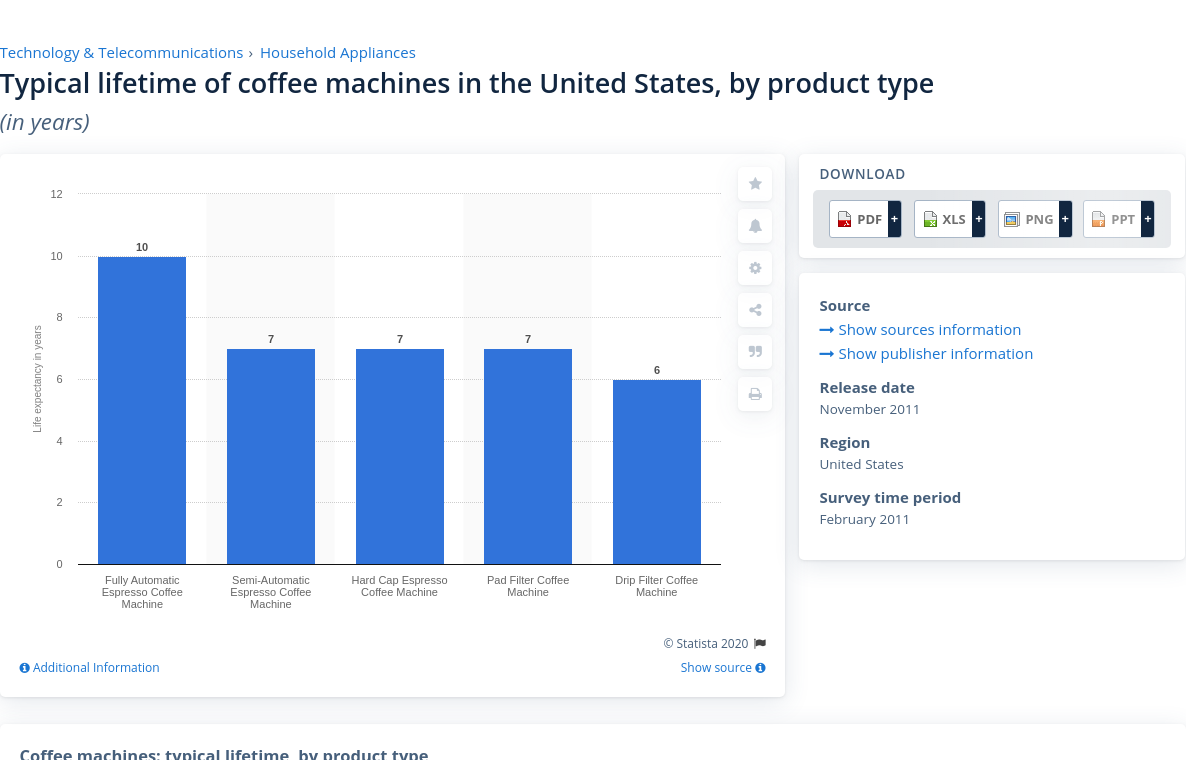 Technology & Telecommunications › Household Appliances
Typical lifetime of coffee machines in the United States, by product type
(in years)
12
10
8
6
4
2
0
Life expectancy in years
10
7
7
7
6
Fully Automatic
Espresso Coffee
Machine
Semi-Automatic
Espresso Coffee
Machine
Hard Cap Espresso
Coffee Machine
Pad Filter Coffee
Machine
Drip Filter Coffee
Machine
© Statista 2020
Additional Information
Show source
DOWNLOAD
PDF +
XLS +
PNG +
PPT +
Source
Show sources information
Show publisher information
Release date
November 2011
Region
United States
Survey time period
February 2011
Coffee machines: typical lifetime, by product type